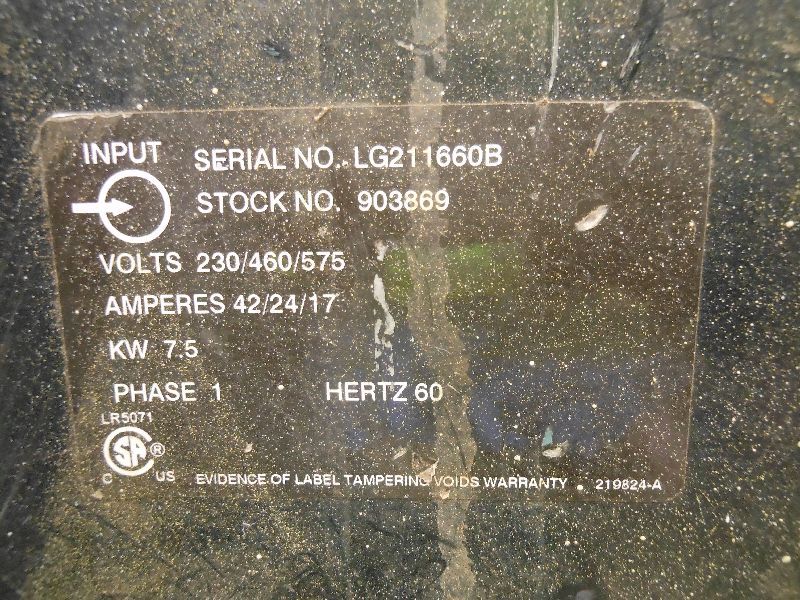 INPUT
SERIAL NO. LG211660B
STOCK NO. 903869
VOLTS 230/460/575
AMPERES 42/24/17
KW 7.5
PHASE 1 HERTZ 60
LR5071
SA ®
C US
EVIDENCE OF LABEL TAMPERING VOIDS WARRANTY 219824-A